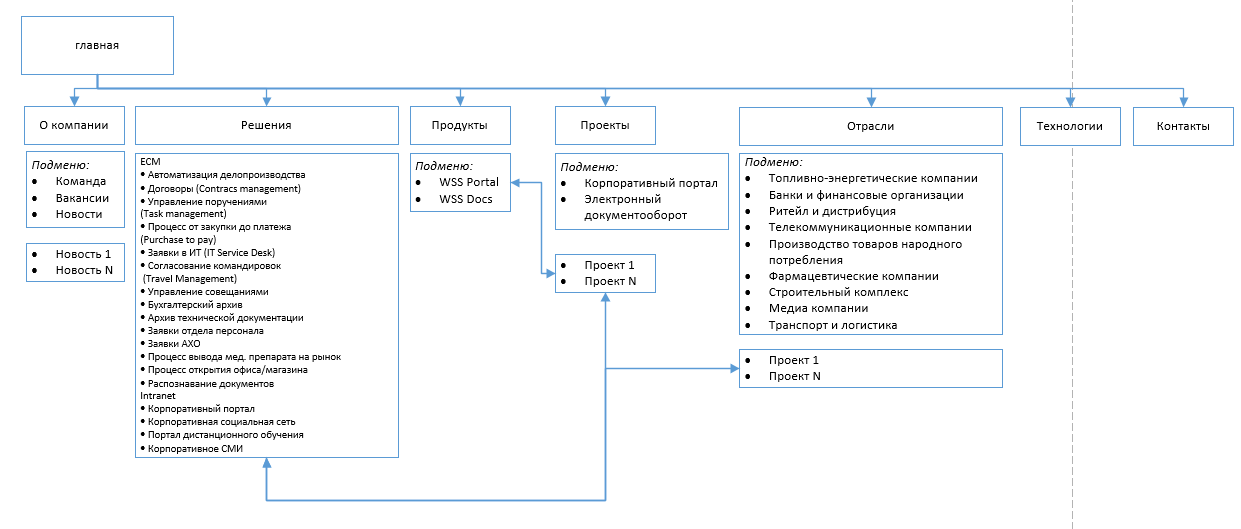 главная
О компании
Решения
Продукты
Проекты
Отрасли
Технологии
Контакты
Подменю:
• Команда
• Вакансии
• Новости
• Новость 1
• Новость N
ECM
• Автоматизация делопроизводства
• Договоры (Contracs management)
• Управление поручениями
(Task management)
• Процесс от закупки до платежа
(Purchase to pay)
• Заявки в ИТ (IT Service Desk)
• Согласование командировок
(Travel Management)
• Управление совещаниями
• Бухгалтерский архив
• Архив технической документации
• Заявки отдела персонала
• Заявки АХО
• Процесс вывода мед. препарата на рынок
• Процесс открытия офиса/магазина
• Распознавание документов
Intranet
• Корпоративный портал
• Корпоративная социальная сеть
• Портал дистанционного обучения
• Корпоративное СМИ
Подменю:
• WSS Portal
• WSS Docs
Подменю:
• Корпоративный портал
• Электронный
документооборот
• Проект 1
• Проект N
Подменю:
• Топливно-энергетические компании
• Банки и финансовые организации
• Ритейл и дистрибуция
• Телекоммуникационные компании
• Производство товаров народного
потребления
• Фармацевтические компании
• Строительный комплекс
• Медиа компании
• Транспорт и логистика
• Проект 1
• Проект N